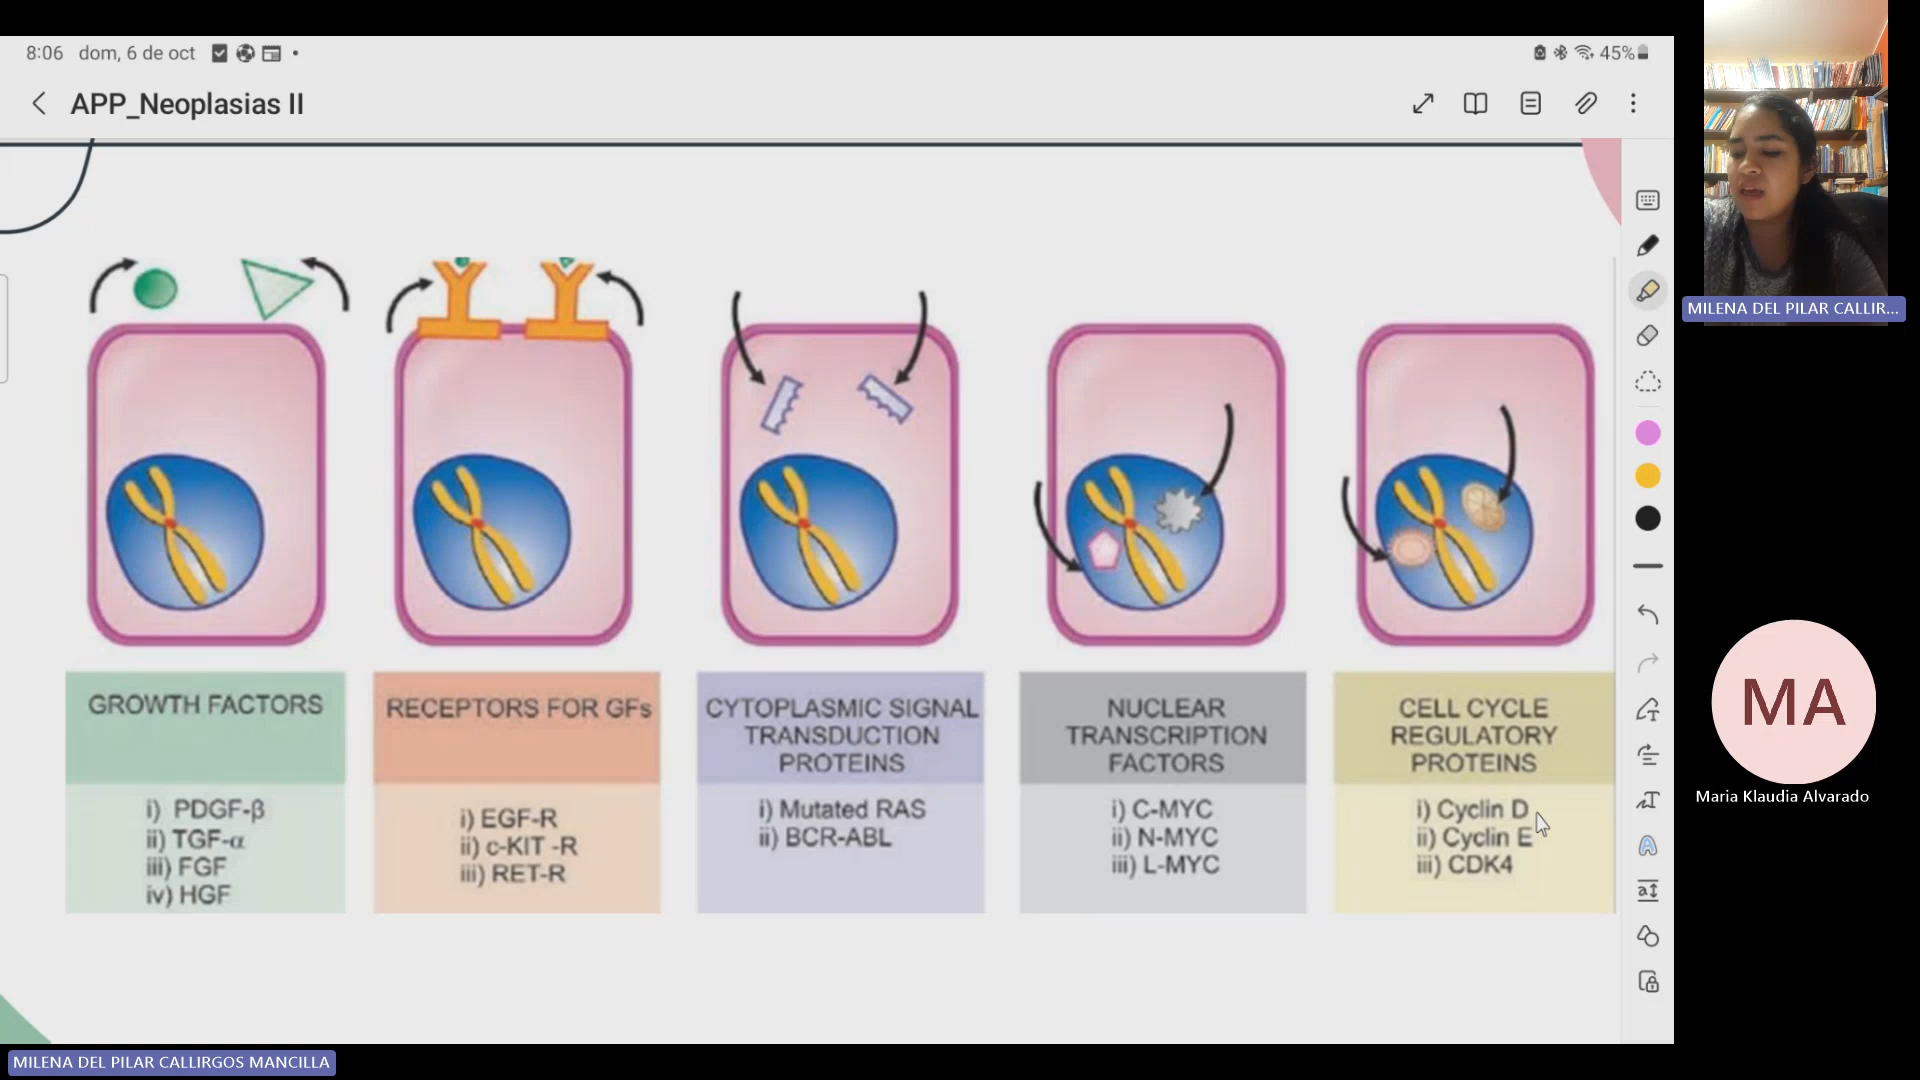 8:06 dom, 6 de oct
45%
APP_Neoplasias II
GROWTH FACTORS
i) PDGF-β
ii) TGF-α
iii) FGF
iv) HGF
RECEPTORS FOR GFs
i) EGF-R
ii) c-KIT -R
iii) RET-R
CYTOPLASMIC SIGNAL
TRANSDUCTION
PROTEINS
i) Mutated RAS
ii) BCR-ABL
NUCLEAR
TRANSCRIPTION
FACTORS
i) C-MYC
ii) N-MYC
iii) L-MYC
CELL CYCLE
REGULATORY
PROTEINS
i) Cyclin D
ii) Cyclin E
iii) CDK4
MILENA DEL PILAR CALLIR...
MA
Maria Klaudia Alvarado
MILENA DEL PILAR CALLIRGOS MANCILLA